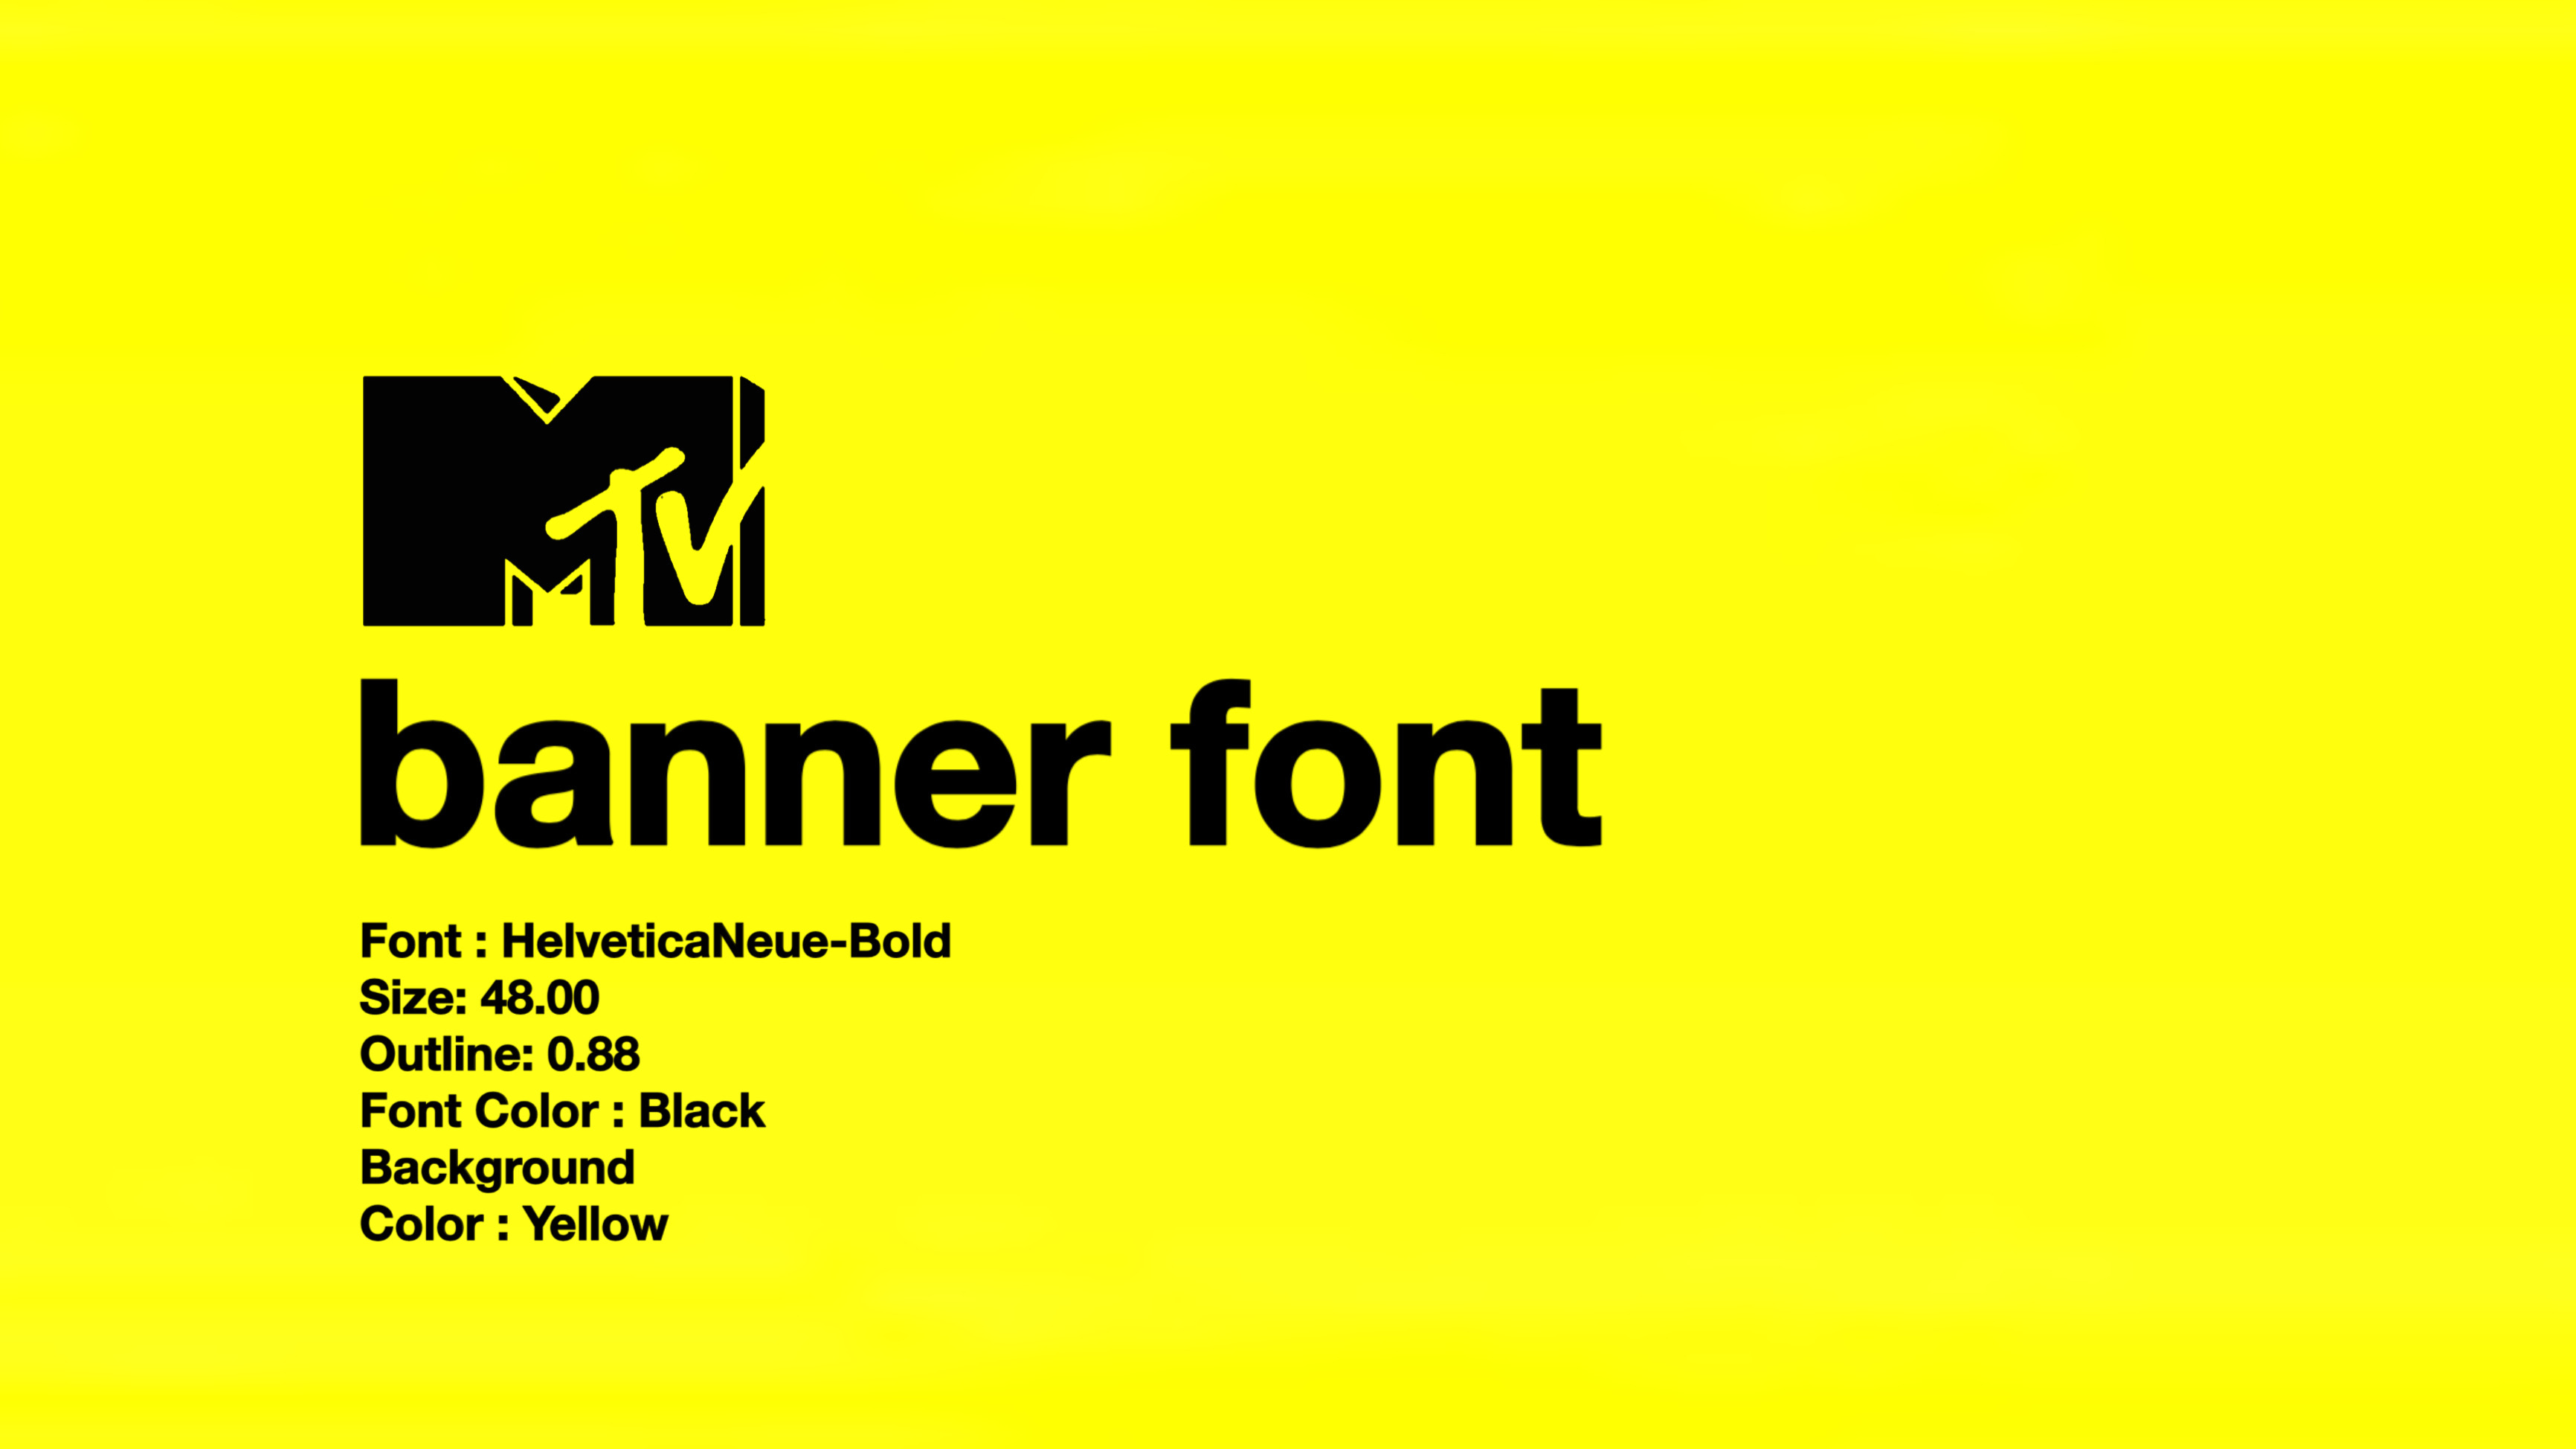 MTV
banner font
Font : HelveticaNeue-Bold
Size: 48.00
Outline: 0.88
Font Color : Black
Background
Color : Yellow